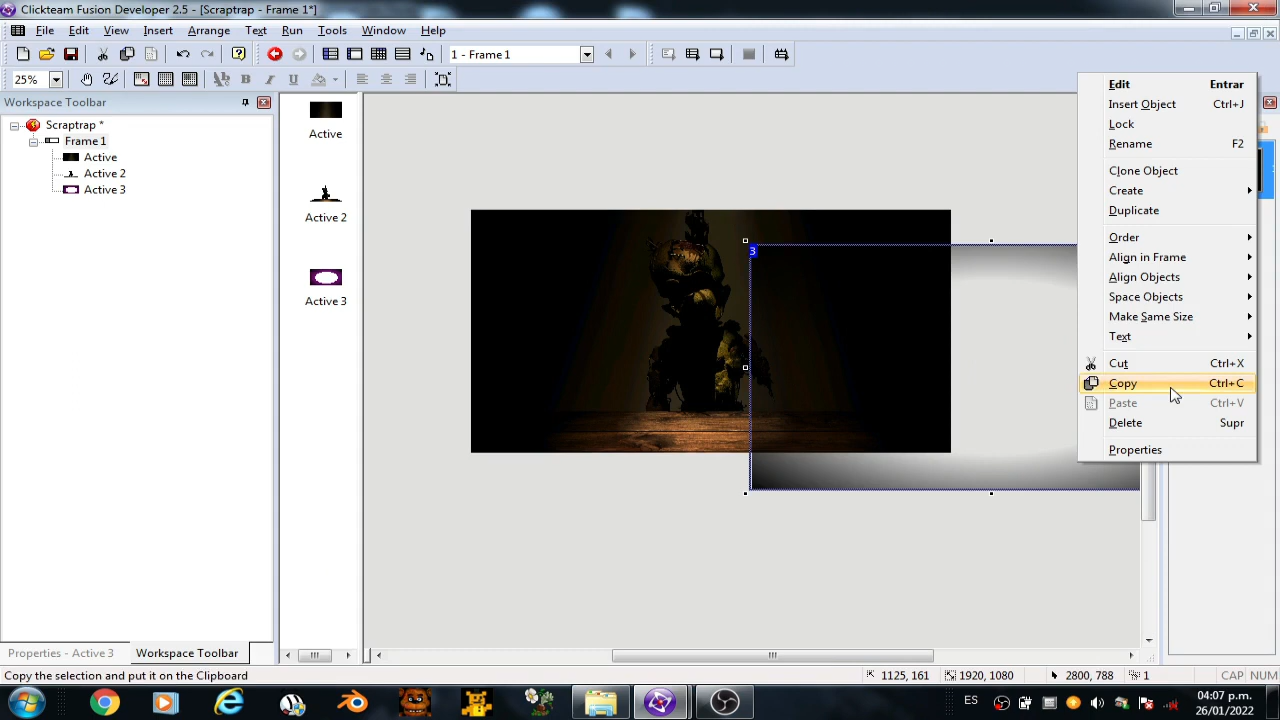 Clickteam Fusion Developer 2.5 - [Scraptrap - Frame 1*]
File Edit View Insert Arrange Text Run Tools Window Help
1 - Frame 1
25%
Workspace Toolbar
Scraptrap *
Frame 1
Active
Active 2
Active 3
Active
Active 2
Active 3
3
Edit Entrar
Insert Object Ctrl+J
Lock
Rename F2
Clone Object
Create
Duplicate
Order
Align in Frame
Align Objects
Space Objects
Make Same Size
Text
Cut Ctrl+X
Copy Ctrl+C
Paste Ctrl+V
Delete Supr
Properties
Properties - Active 3 Workspace Toolbar
Copy the selection and put it on the Clipboard 1125, 161 1920, 1080 2800, 788 1 CAP NUM
ES 04:07 p.m.
26/01/2022